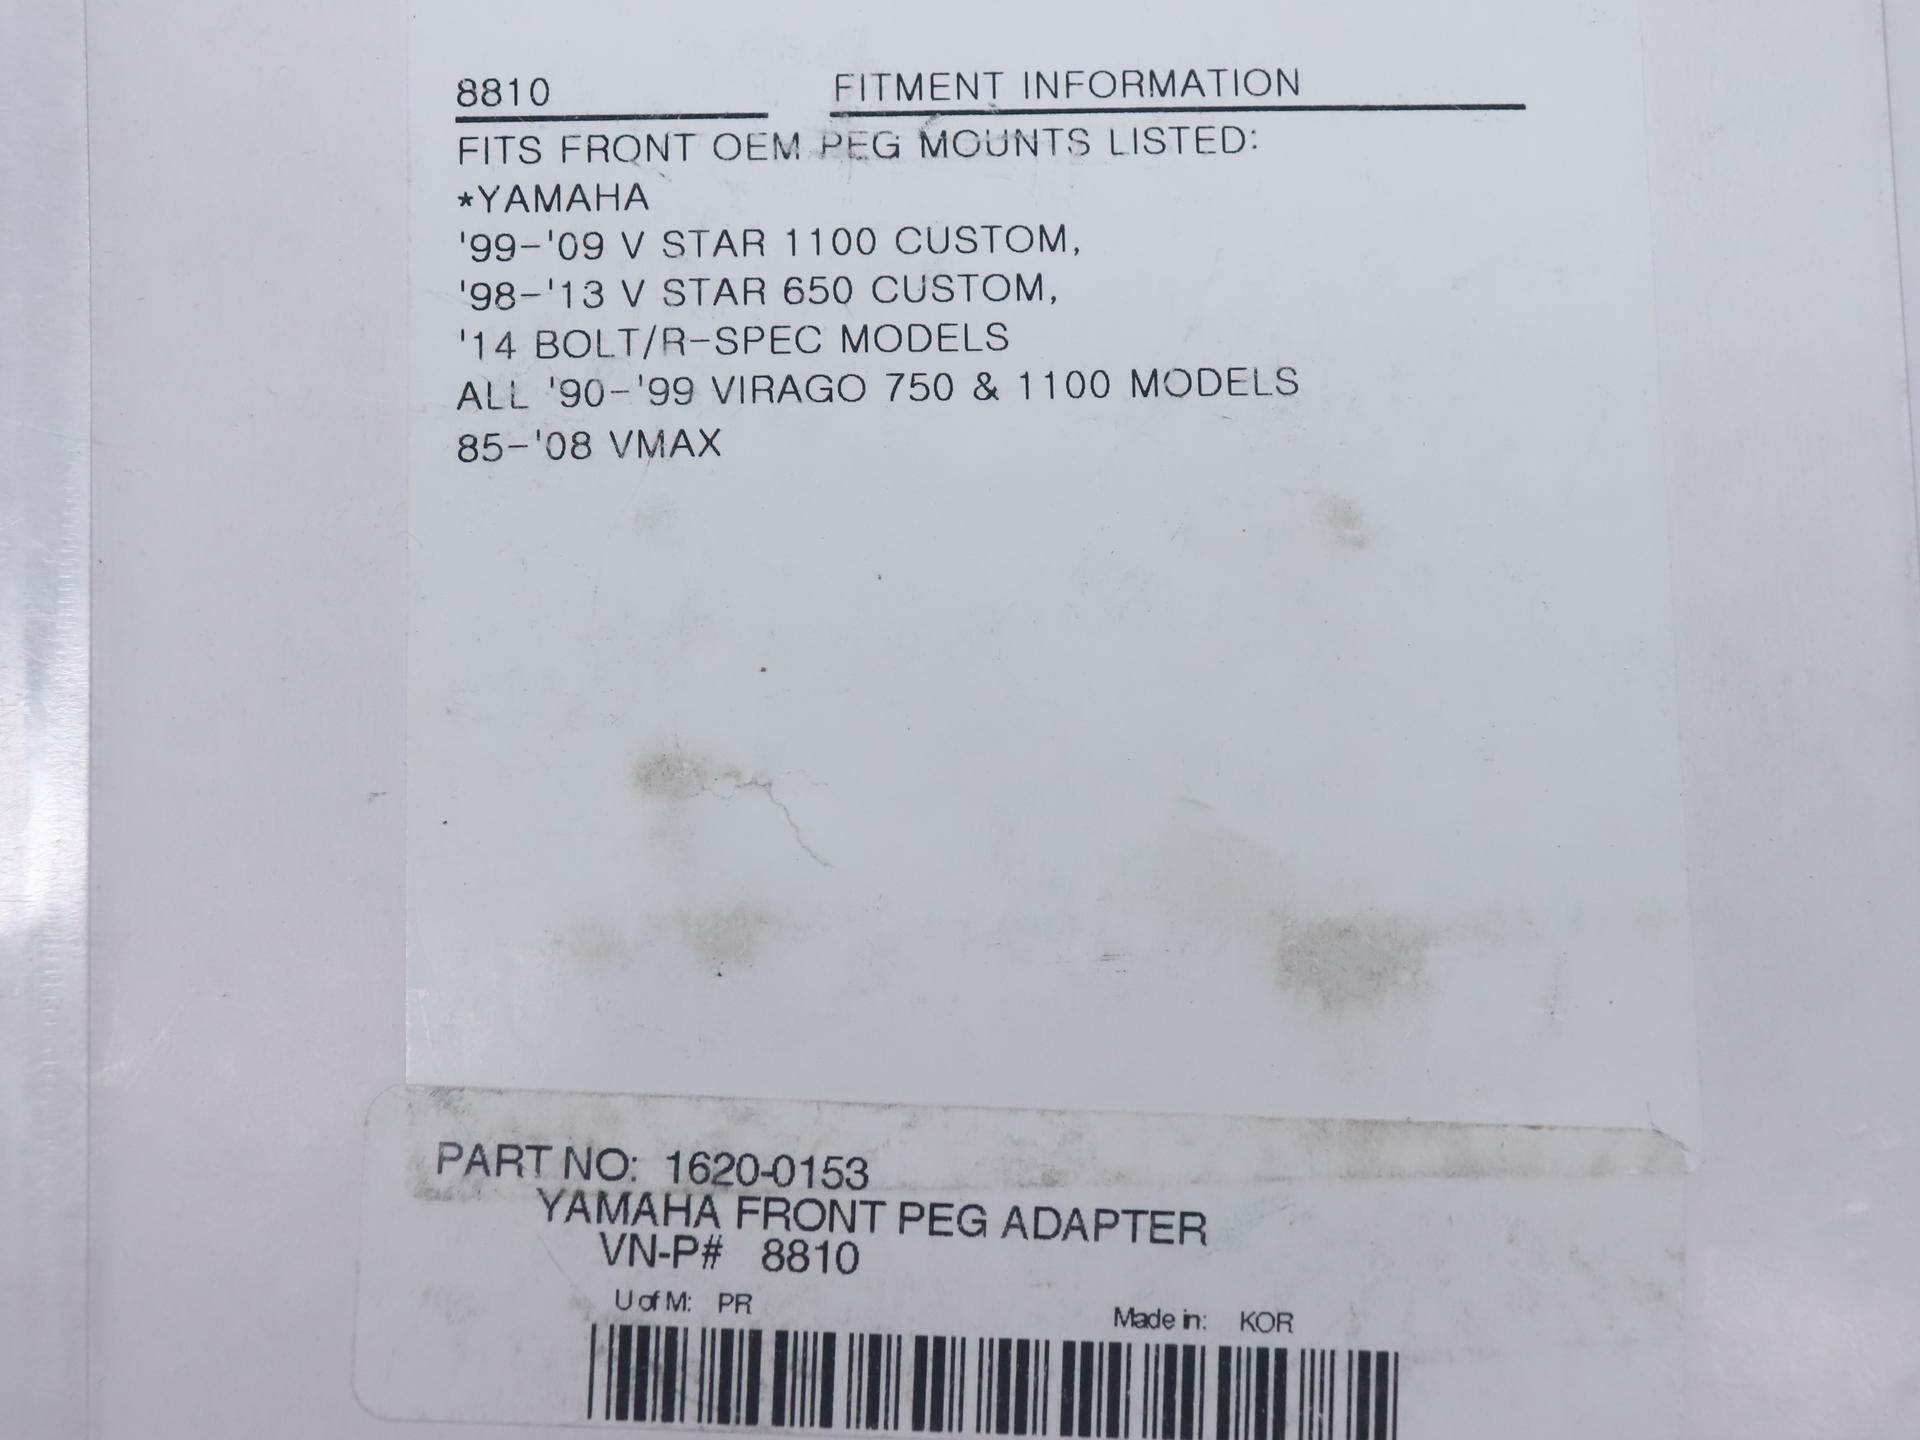 8810 FITMENT INFORMATION
FITS FRONT OEM PEG MOUNTS LISTED:
*YAMAHA
'99-'09 V STAR 1100 CUSTOM,
'98-'13 V STAR 650 CUSTOM,
'14 BOLT/R-SPEC MODELS
ALL '90-'99 VIRAGO 750 & 1100 MODELS
85-'08 VMAX
PART NO: 1620-0153
YAMAHA FRONT PEG ADAPTER
VN-P# 8810
U of M: PR Made in: KOR